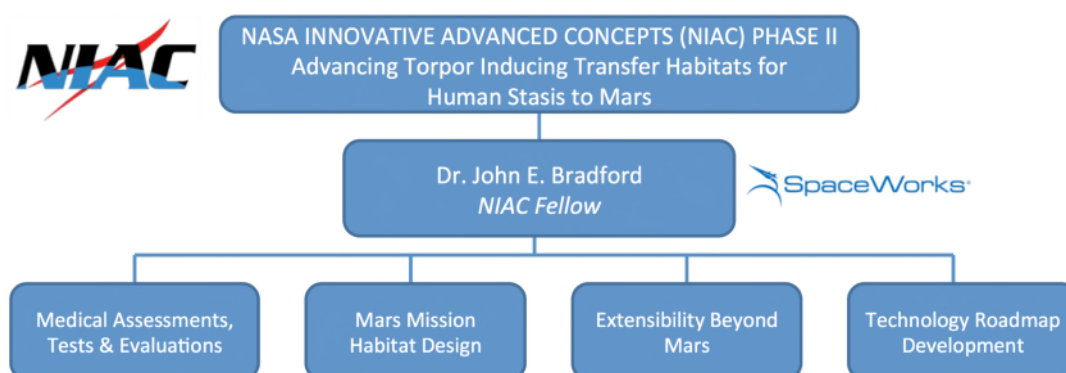 NIAC
NASA INNOVATIVE ADVANCED CONCEPTS (NIAC) PHASE II
Advancing Torpor Inducing Transfer Habitats for
Human Stasis to Mars
Dr. John E. Bradford
NIAC Fellow
SpaceWorks®
Medical Assessments,
Tests & Evaluations
Mars Mission
Habitat Design
Extensibility Beyond
Mars
Technology Roadmap
Development